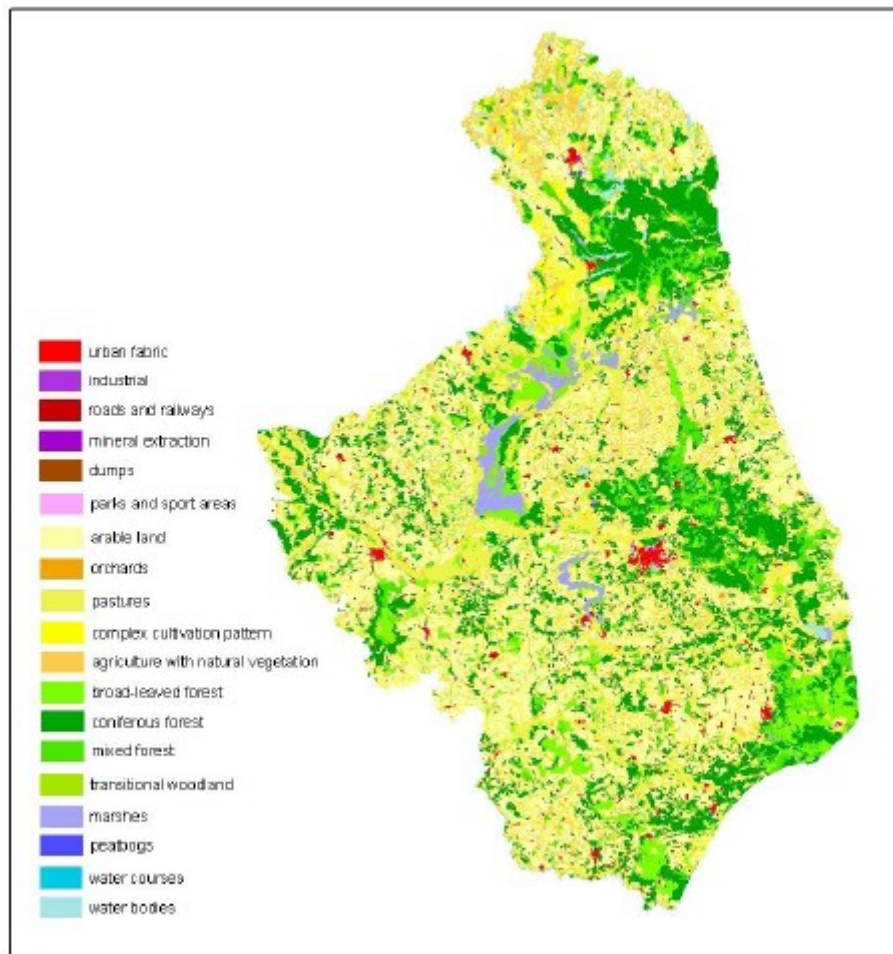 urban fabric
industrial
roads and railways
mineral extraction
dumps
parks and sport areas
arable land
orchards
pastures
complex cultivation pattern
agriculture with natural vegetation
broad-leaved forest
coniferous forest
mixed forest
transitional woodland
marshes
peatbogs
water courses
water bodies